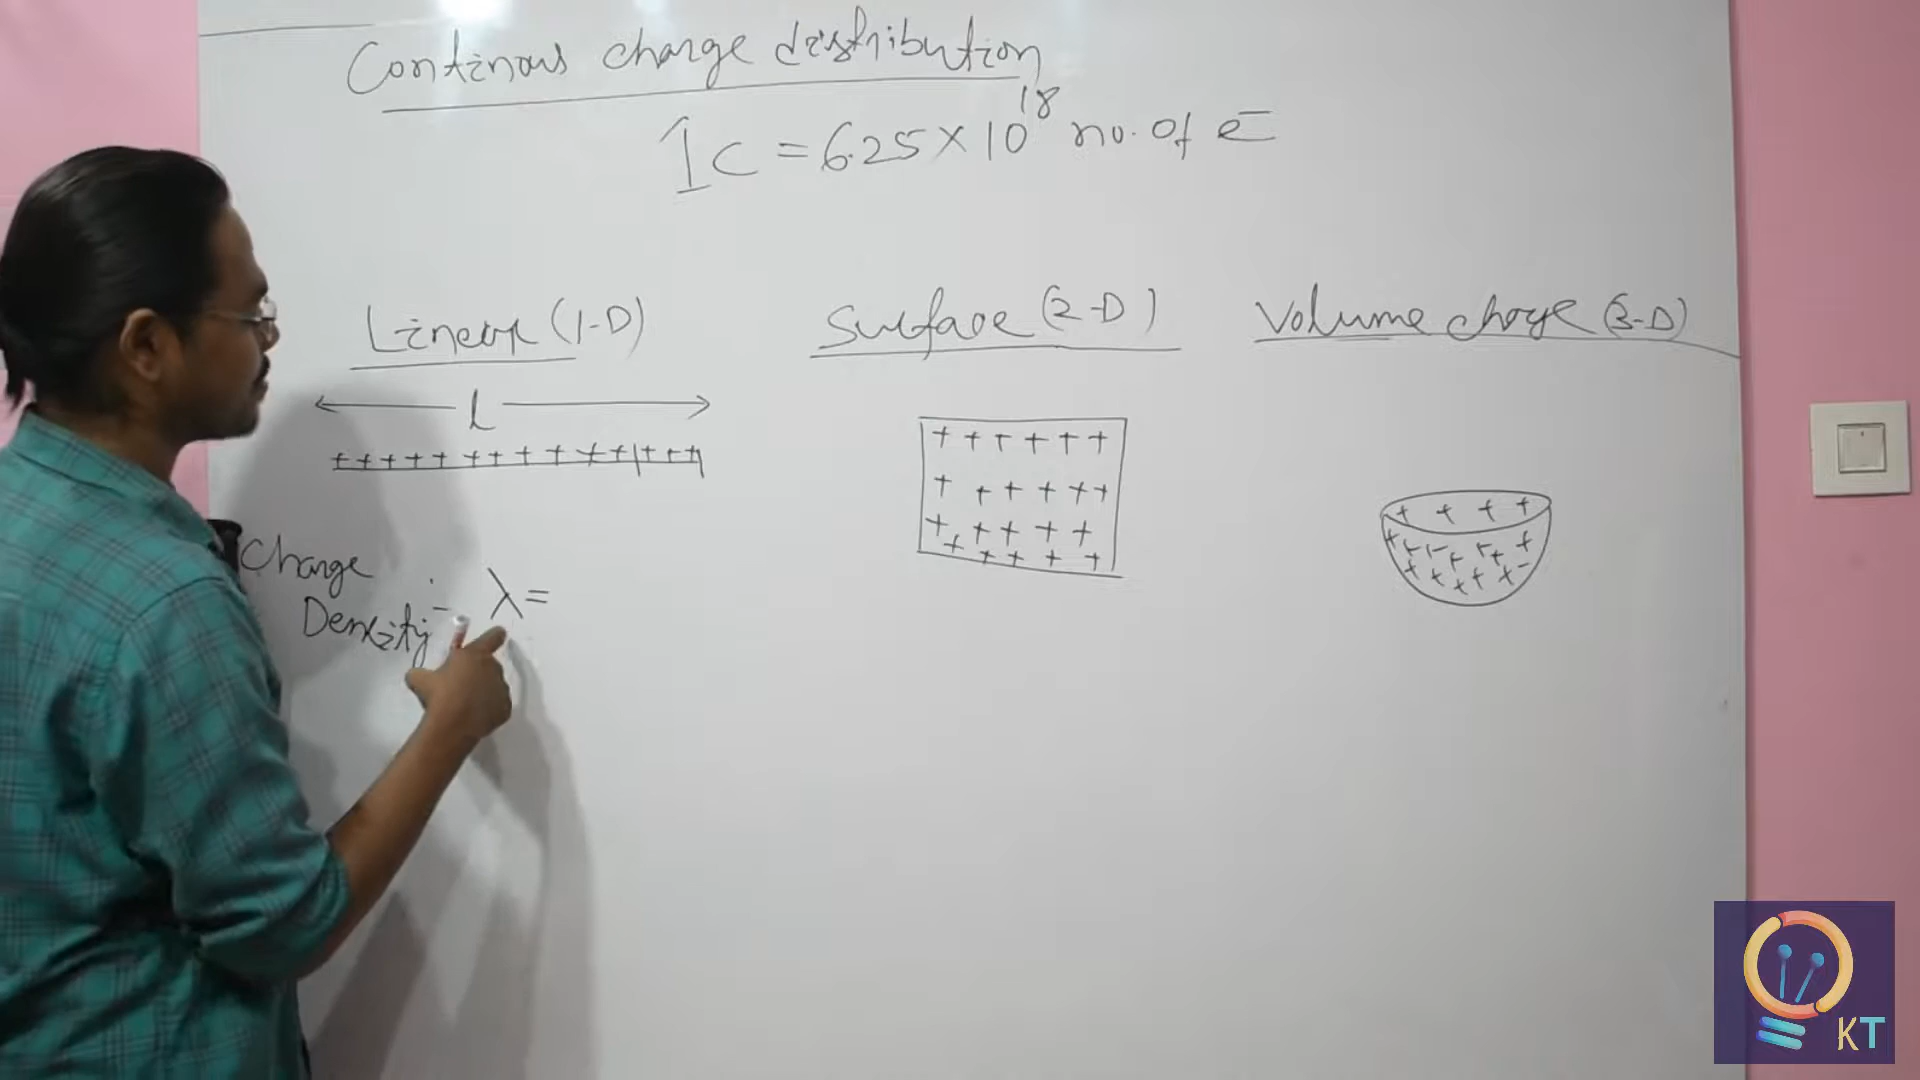 Continous charge distribution
1C = 6.25 × 10^18 no. of e^-
Linear (1-D)
Surface (2-D)
Volume charge (3-D)
l
+ + + + + + + + + + + + + +
+ + + + + +
+ + + + + +
+ + + + +
+ + + + +
+ + + +
Charge
Density :- λ =
KT